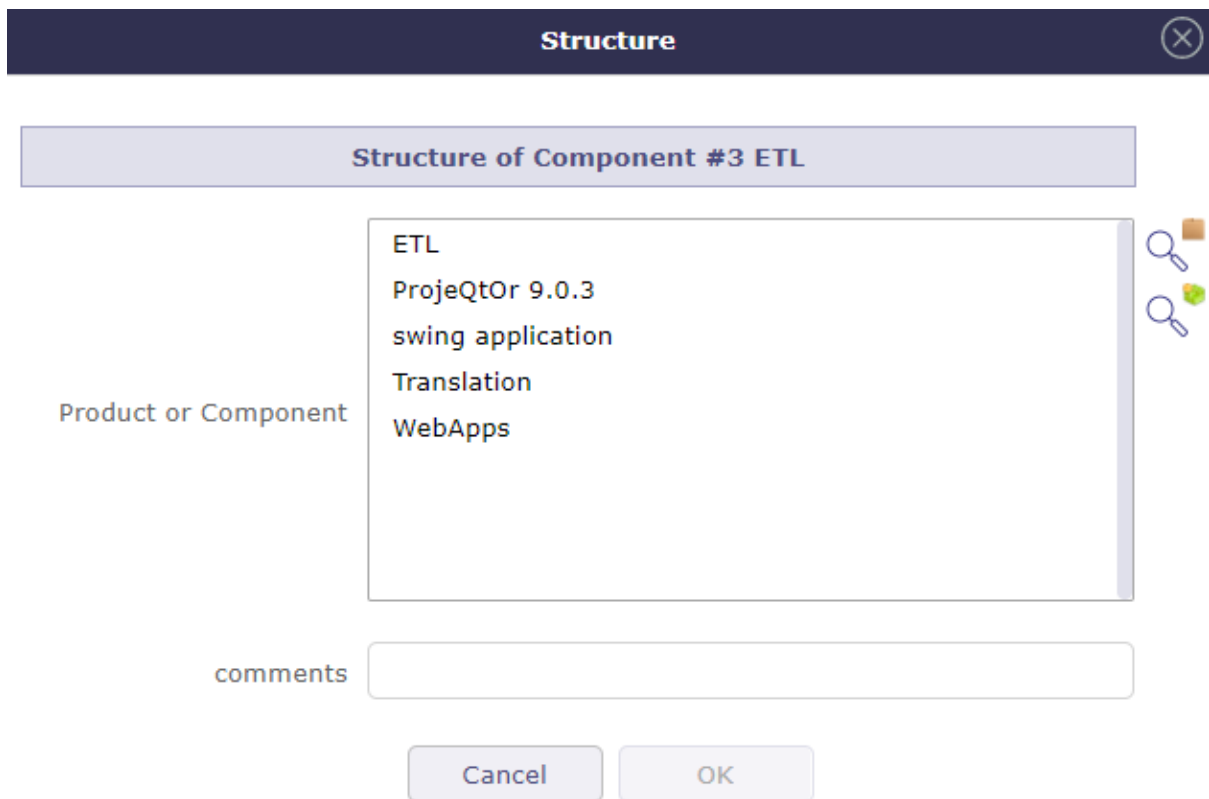 Structure
Structure of Component #3 ETL
ETL
ProjeQtOr 9.0.3
swing application
Translation
WebApps
Product or Component
comments
Cancel
OK